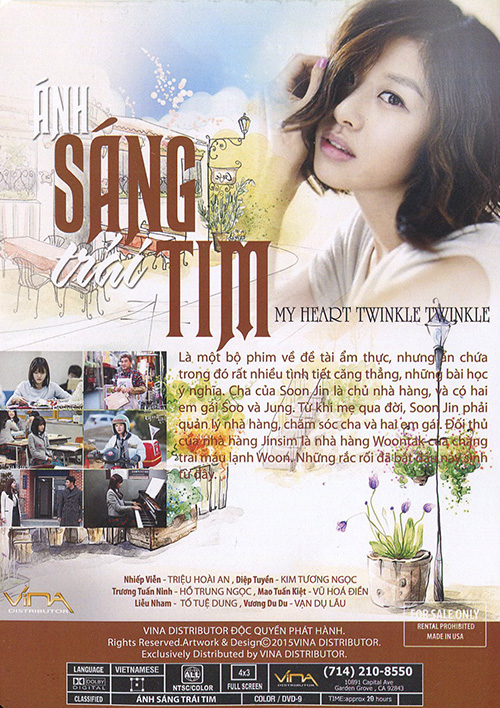 ÁNH
SÁNG
trái
TIM
MY HEART TWINKLE TWINKLE
Là một bộ phim về đề tài ẩm thực, nhưng ẩn chứa
trong đó rất nhiều tình tiết căng thẳng, những bài học
ý nghĩa. Cha của Soon Jin là chủ nhà hàng, và có hai
em gái Soo và Jung. Từ khi mẹ qua đời, Soon Jin phải
quản lý nhà hàng, chăm sóc cha và hai em gái. Đối thủ
của nhà hàng Jinsim là nhà hàng Woontak của chàng
trai máu lạnh Woon. Những rắc rối đã bắt đầu nảy sinh
từ đây.
Nhiếp Viễn - TRIỆU HOÀI AN , Diệp Tuyền - KIM TƯƠNG NGỌC
Trương Tuấn Ninh - HỒ TRUNG NGỌC , Mao Tuấn Kiệt - VŨ HOÁ ĐIỀN
Liễu Nham - TỐ TUỆ DUNG , Vương Du Du - VẠN DỤ LÂU
VINA
DISTRIBUTOR
FOR SALE ONLY
RENTAL PROHIBITED
MADE IN USA
VINA DISTRIBUTOR ĐỘC QUYỀN PHÁT HÀNH.
Rights Reserved.Artwork & Design©2015VINA DISTRIBUTOR.
Exclusively Distributed by VINA DISTRIBUTOR.
LANGUAGE VIETNAMESE ALL 4x3 VINA DISTRIBUTOR (714) 210-8550
DOLBY DIGITAL NTSC/COLOR FULL SCREEN 10891 Capital Ave
Garden Grove , CA 92843
CLASSIFIED ÁNH SÁNG TRÁI TIM COLOR / DVD-9 TIME:approx 20 hours